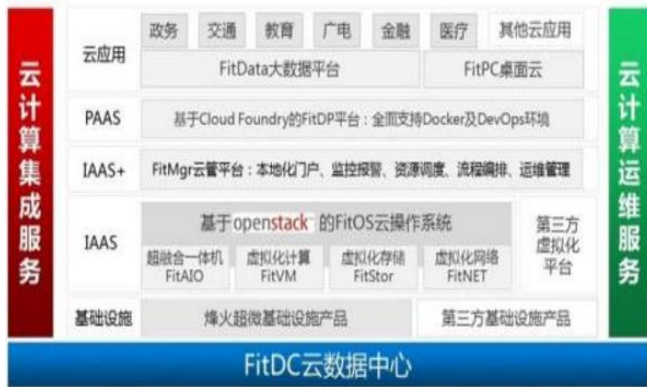 云计算集成服务
云应用
政务 交通 教育 广电 金融 医疗 其他云应用
FitData大数据平台 FitPC桌面云
PAAS
基于Cloud Foundry的FitDP平台：全面支持Docker及DevOps环境
IAAS+
FitMgr云管平台：本地化门户、监控报警、资源调度、流程编排、运维管理
IAAS
基于openstack 的FitOS云操作系统
超融合一体机 虚拟化计算 虚拟化存储 虚拟化网络
FitAIO FitVM FitStor FitNET
第三方
虚拟化
平台
基础设施
烽火超微基础设施产品 第三方基础设施产品
云计算运维服务
FitDC云数据中心